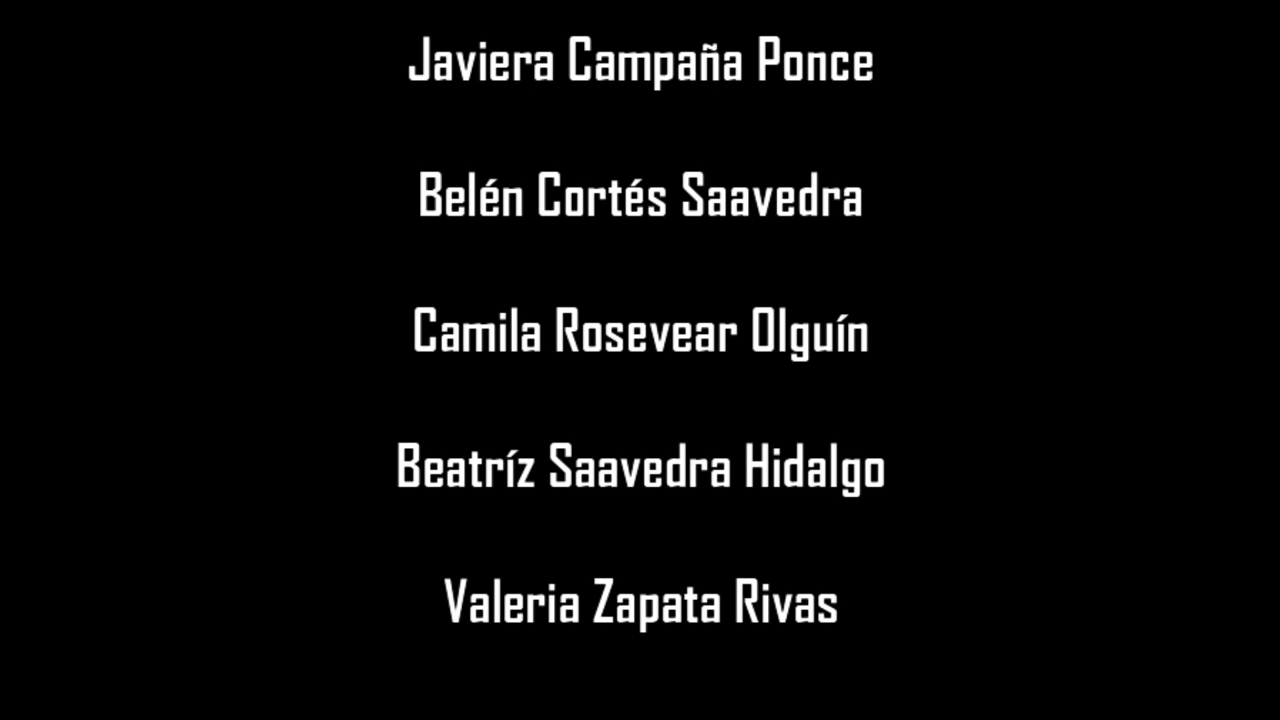 Javiera Campaña Ponce
Belén Cortés Saavedra
Camila Rosevear Olguín
Beatríz Saavedra Hidalgo
Valeria Zapata Rivas